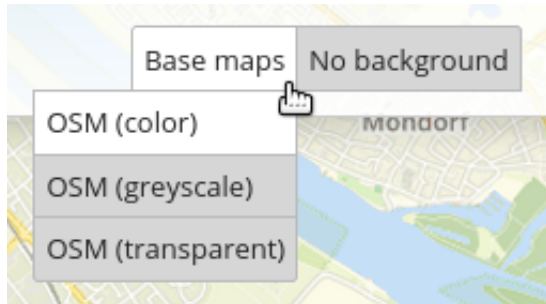 Base maps No background
OSM (color)
Mondorf
OSM (greyscale)
OSM (transparent)